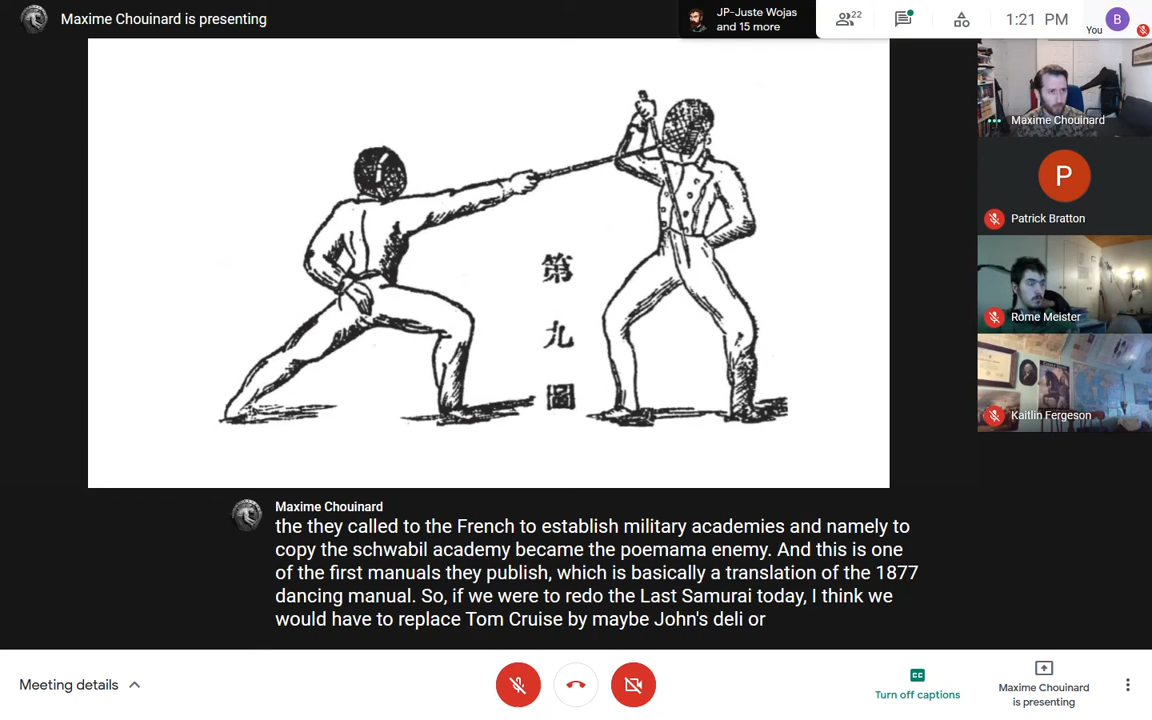 Maxime Chouinard is presenting
JP-Juste Wojas
and 15 more
22
1:21 PM
You
B
Maxime Chouinard
P
Patrick Bratton
Rome Meister
Kaitlin Fergeson
第
九
圖
Maxime Chouinard
the they called to the French to establish military academies and namely to
copy the schwabil academy became the poemama enemy. And this is one
of the first manuals they publish, which is basically a translation of the 1877
dancing manual. So, if we were to redo the Last Samurai today, I think we
would have to replace Tom Cruise by maybe John's deli or
Meeting details
CC
Turn off captions
Maxime Chouinard
is presenting